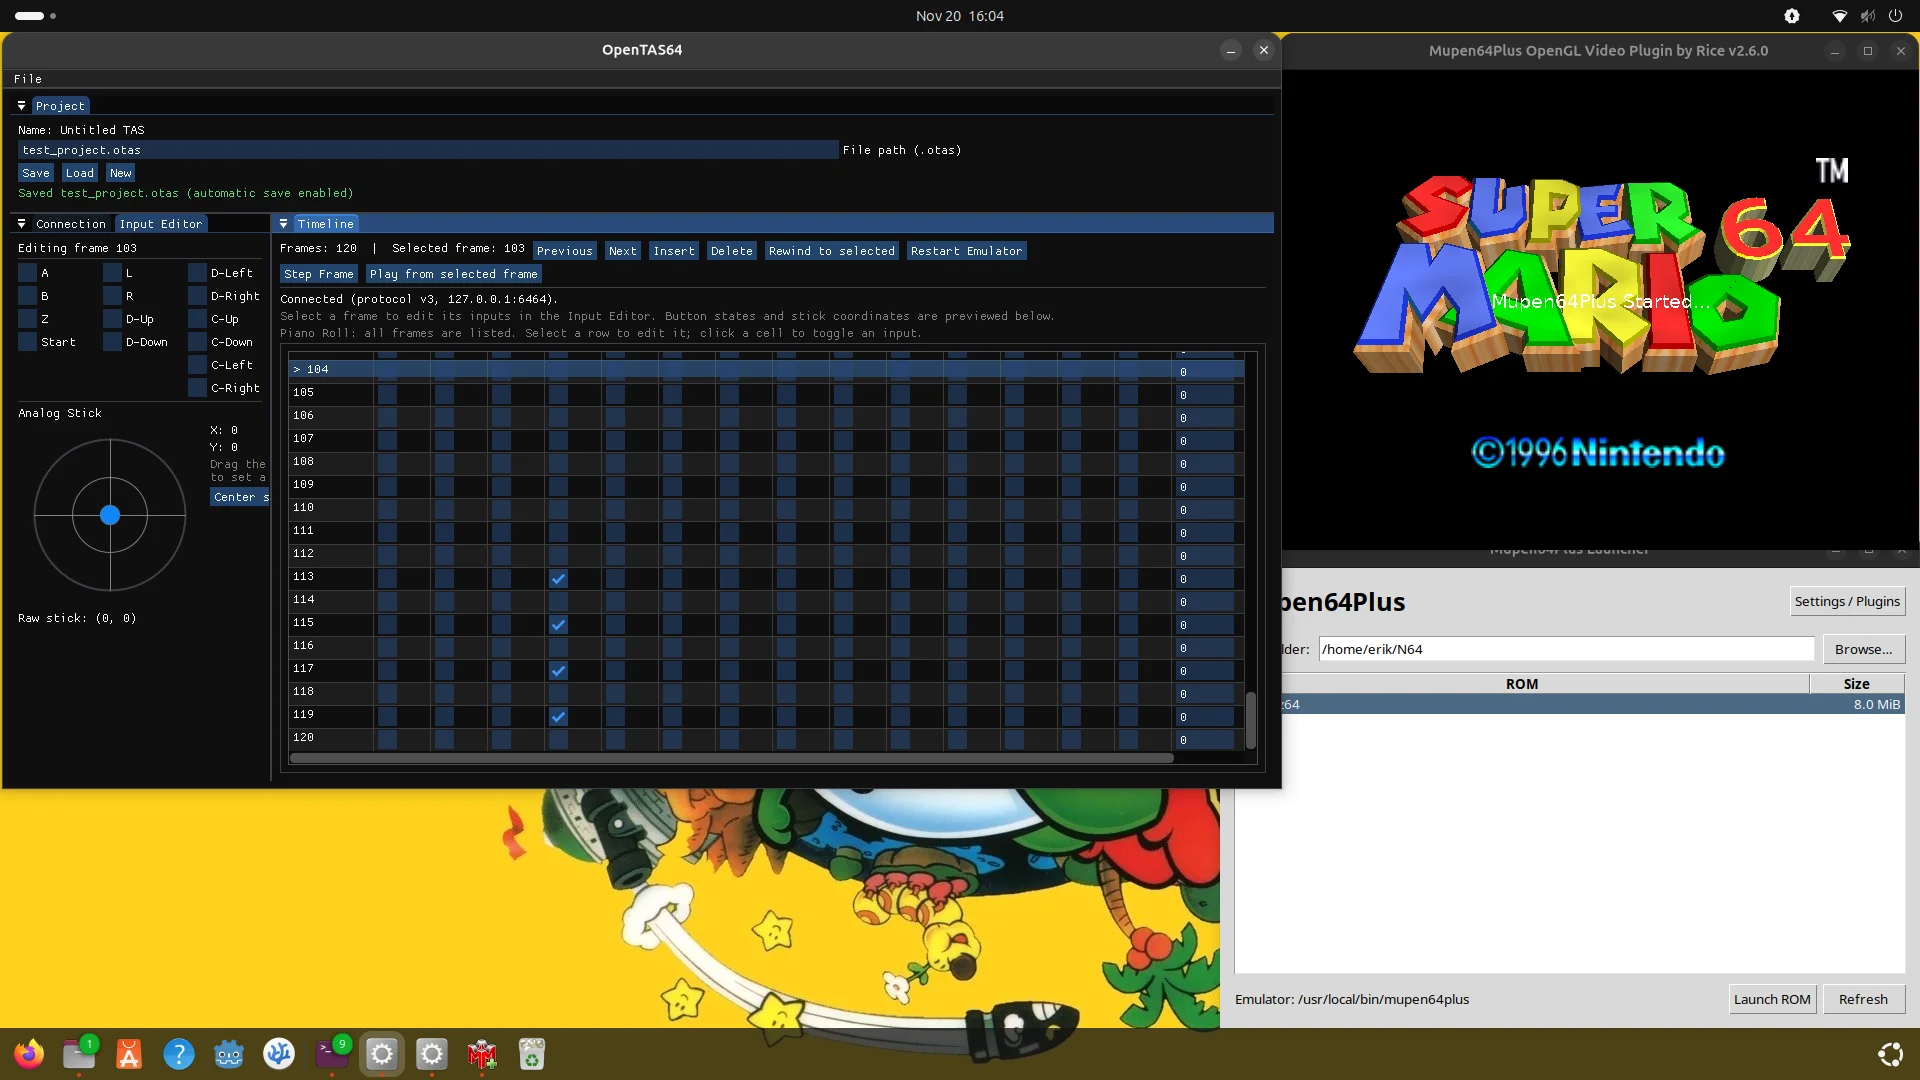 Nov 20 16:04
OpenTAS64
File
Project
Name: Untitled TAS
test_project.otas
File path (.otas)
Save Load New
Saved test_project.otas (automatic save enabled)
Connection Input Editor
Editing frame 103
A L D-Left
B R D-Right
Z D-Up C-Up
Start D-Down C-Down
C-Left
C-Right
Analog Stick
X: 0
Y: 0
Drag the
to set a
Center s
Raw stick: (0, 0)
Timeline
Frames: 120 | Selected frame: 103 Previous Next Insert Delete Rewind to selected Restart Emulator
Step Frame Play from selected frame
Connected (protocol v3, 127.0.0.1:6464).
Select a frame to edit its inputs in the Input Editor. Button states and stick coordinates are previewed below.
Piano Roll: all frames are listed. Select a row to edit it; click a cell to toggle an input.
> 104 0
105 0
106 0
107 0
108 0
109 0
110 0
111 0
112 0
113 0
114 0
115 0
116 0
117 0
118 0
119 0
120 0
Mupen64Plus OpenGL Video Plugin by Rice v2.6.0
TM
SUPER
MARIO 64
Mupen64Plus Started...
©1996 Nintendo
Mupen64Plus Launcher
pen64Plus
Settings / Plugins
lder: /home/erik/N64 Browse...
ROM Size
z64 8.0 MiB
Emulator: /usr/local/bin/mupen64plus
Launch ROM Refresh
1
9